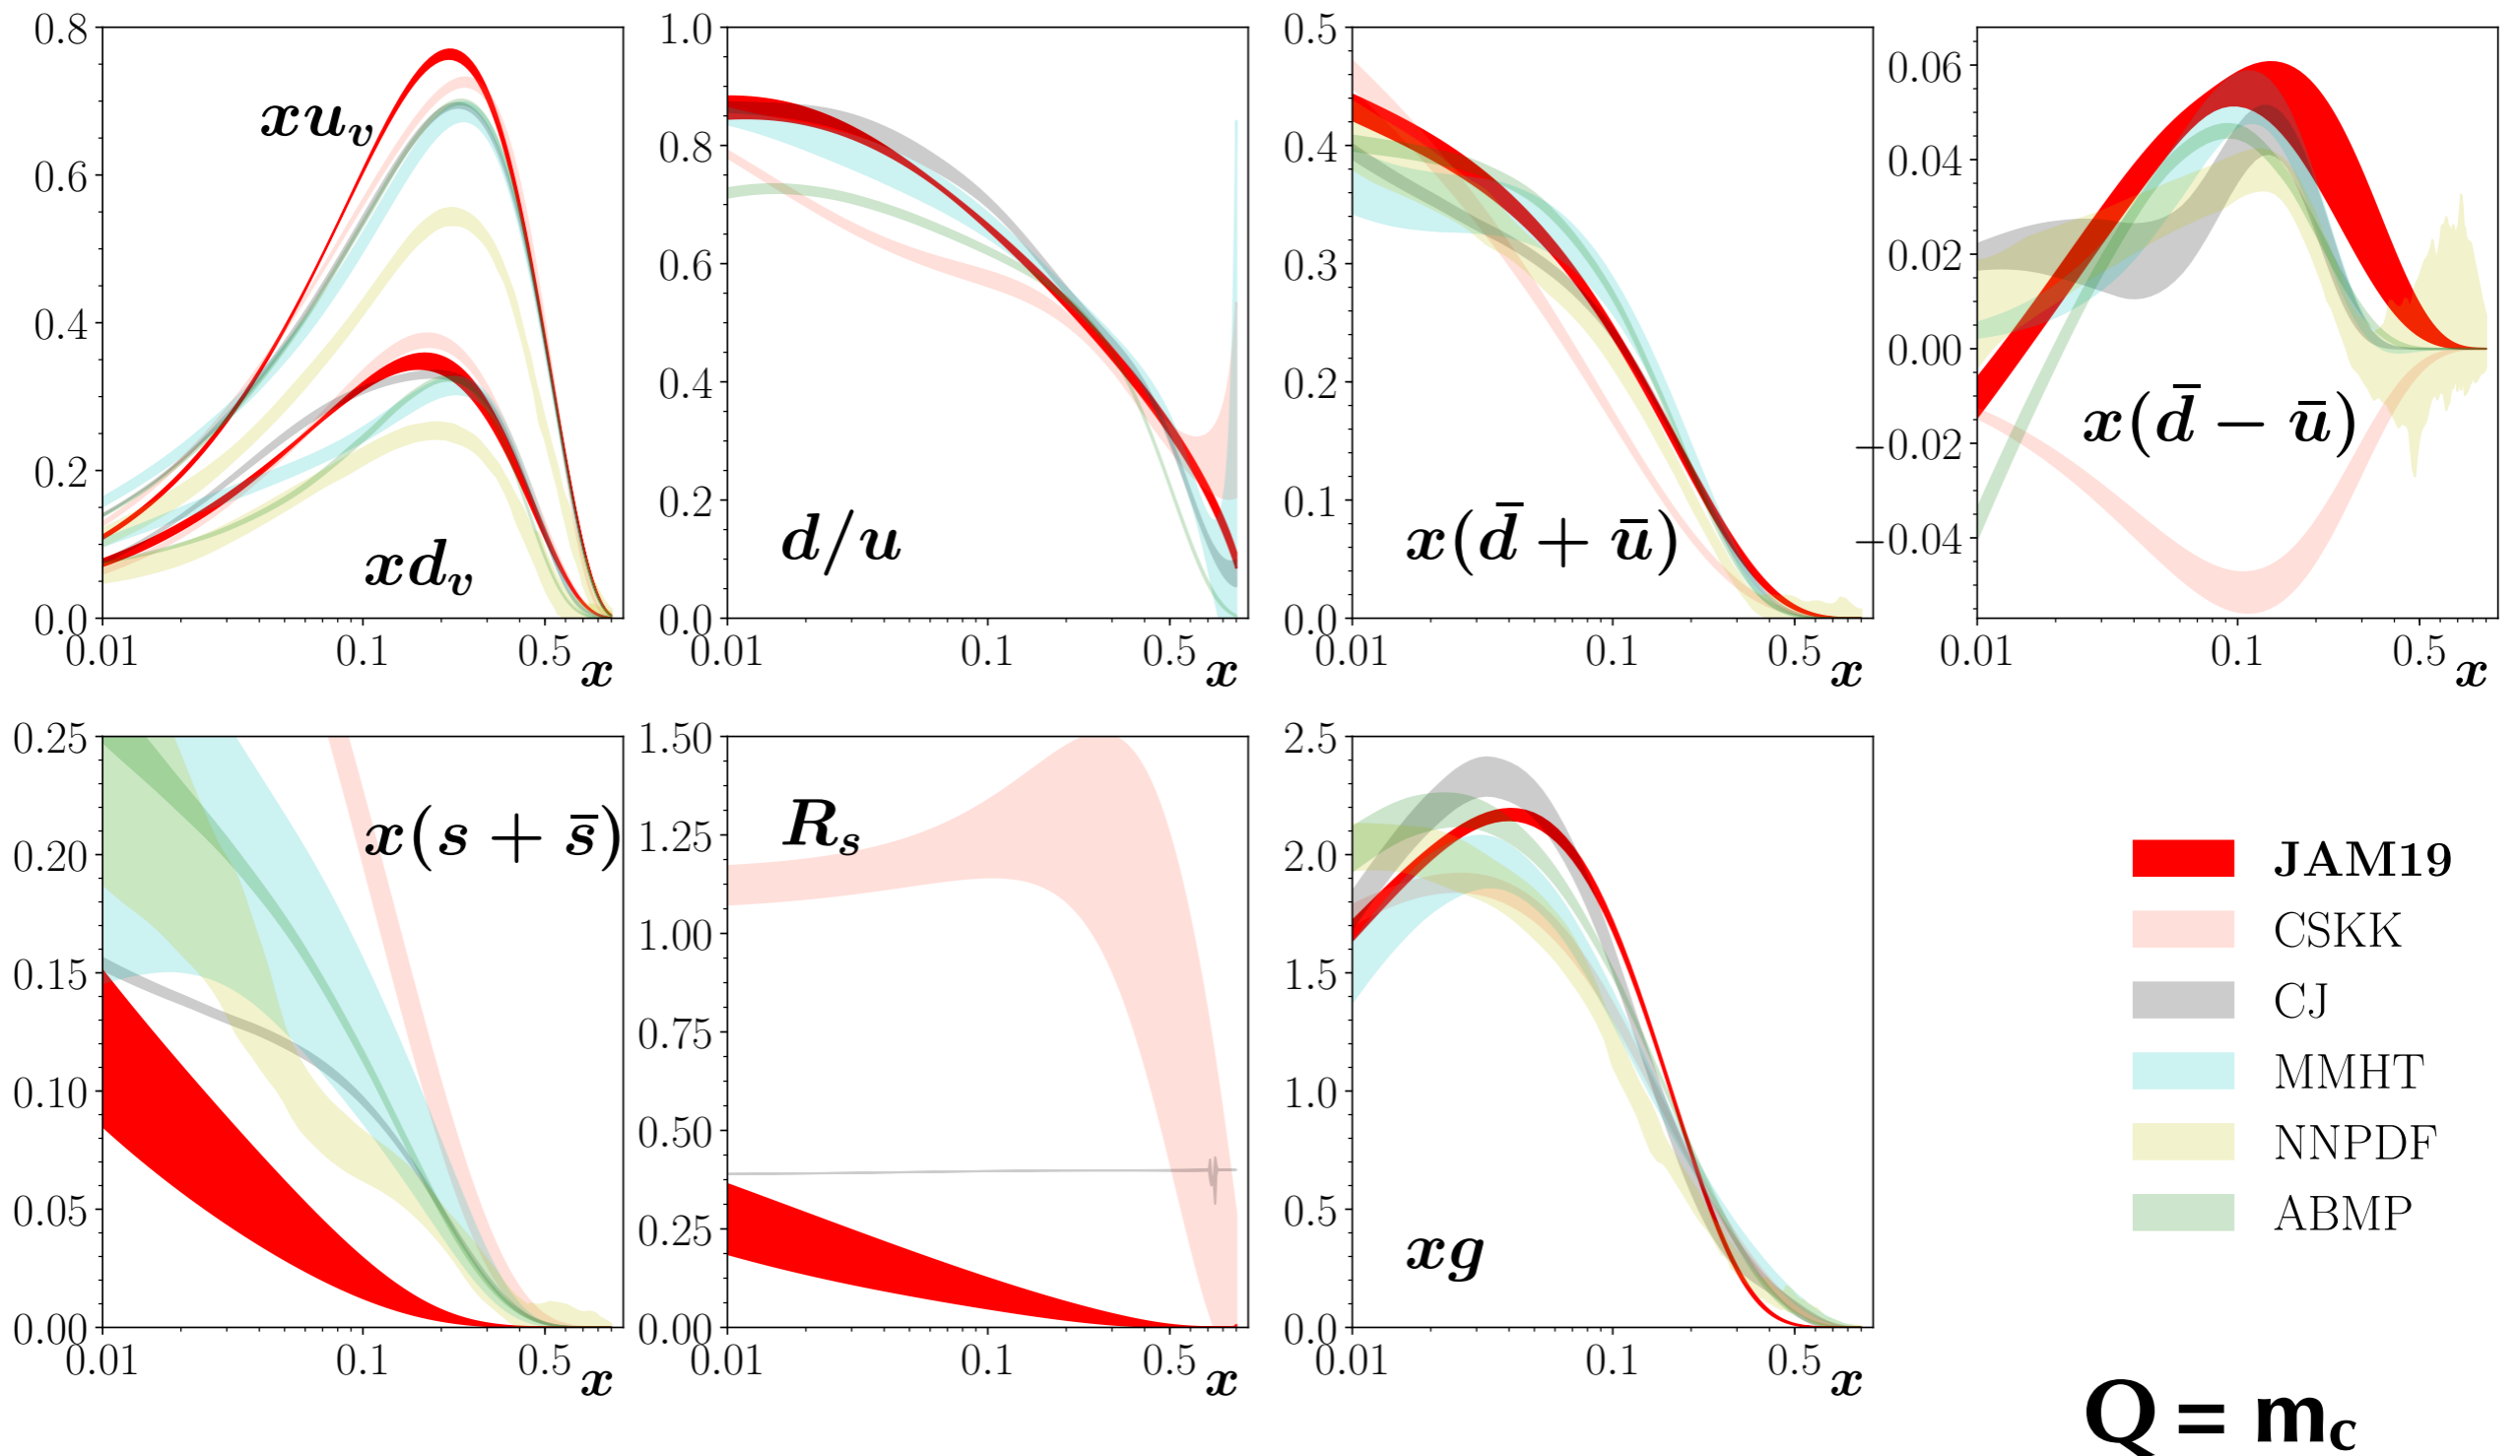 0.8
0.6
0.4
0.2
0.0
0.01 0.1 0.5 x
xu_v
xd_v
1.0
0.8
0.6
0.4
0.2
0.0
0.01 0.1 0.5 x
d/u
0.5
0.4
0.3
0.2
0.1
0.0
0.01 0.1 0.5 x
x(d̄ + ū)
0.06
0.04
0.02
0.00
−0.02
−0.04
0.01 0.1 0.5 x
x(d̄ − ū)
0.25
0.20
0.15
0.10
0.05
0.00
0.01 0.1 0.5 x
x(s + s̄)
1.50
1.25
1.00
0.75
0.50
0.25
0.00
0.01 0.1 0.5 x
R_s
2.5
2.0
1.5
1.0
0.5
0.0
0.01 0.1 0.5 x
xg
JAM19
CSKK
CJ
MMHT
NNPDF
ABMP
Q = m_c